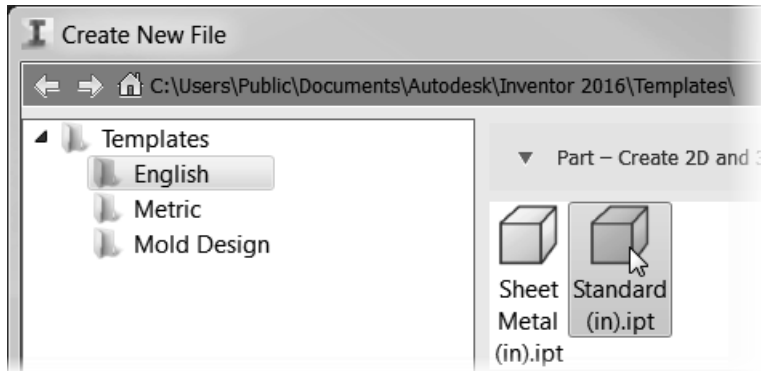 Create New File
C:\Users\Public\Documents\Autodesk\Inventor 2016\Templates\
Templates
English
Metric
Mold Design
Part – Create 2D and
Sheet
Metal
(in).ipt
Standard
(in).ipt